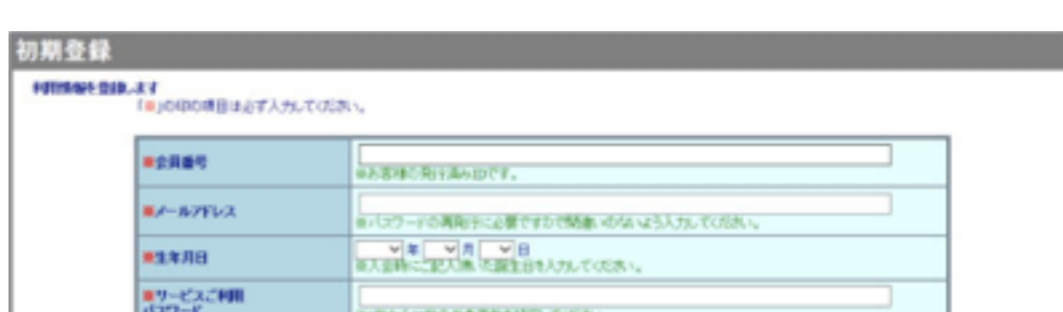 初期登録
利用情報を登録します
「■」の印の項目は必ず入力してください。
■会員番号
※お客様の発行済みIDです。
■メールアドレス
※パスワードの再発行に必要ですので間違いのないよう入力してください。
■生年月日
年 月 日
※入会時にご記入頂いた誕生日を入力してください。
■サービスご利用
パスワード